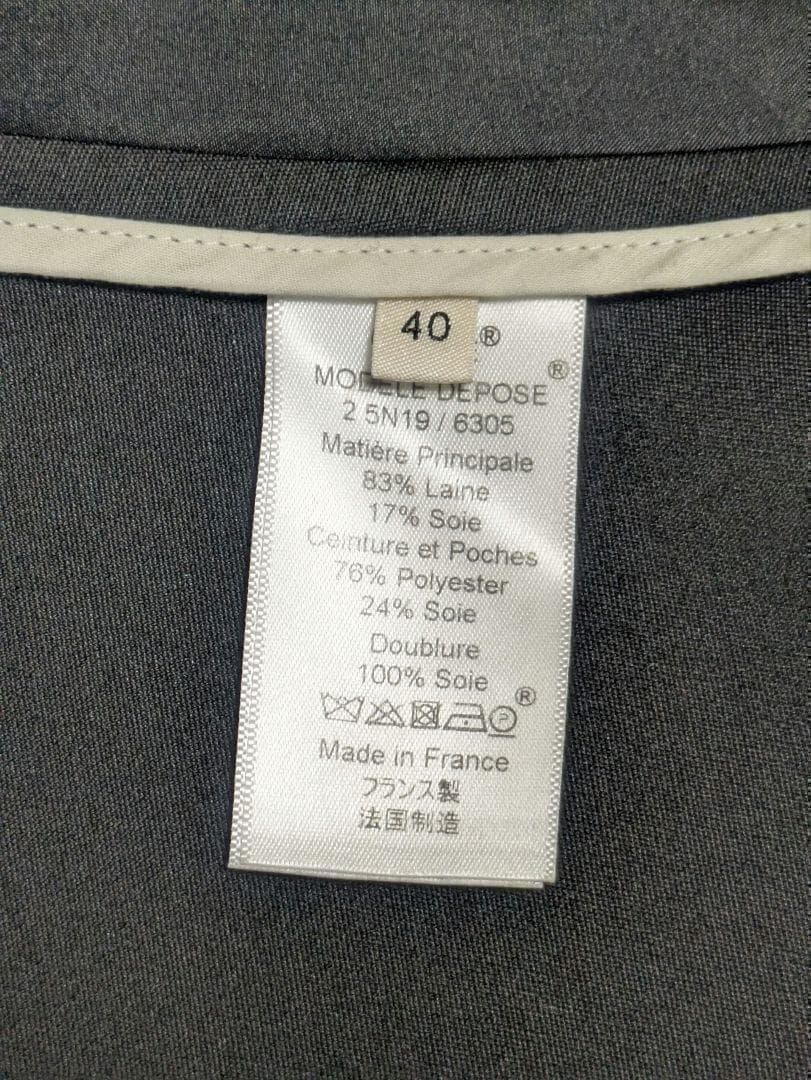 40
®
MODELE DEPOSE ®
2 5N19 / 6305
Matière Principale
83% Laine
17% Soie
Ceinture et Poches
76% Polyester
24% Soie
Doublure
100% Soie
P ®
Made in France
フランス製
法国制造